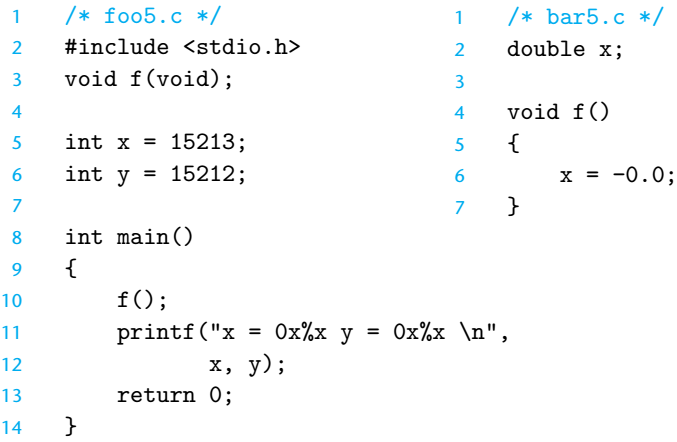 1 /* foo5.c */
2 #include <stdio.h>
3 void f(void);
4
5 int x = 15213;
6 int y = 15212;
7
8 int main()
9 {
10     f();
11     printf("x = 0x%x y = 0x%x \n",
12            x, y);
13     return 0;
14 }
1 /* bar5.c */
2 double x;
3
4 void f()
5 {
6     x = -0.0;
7 }